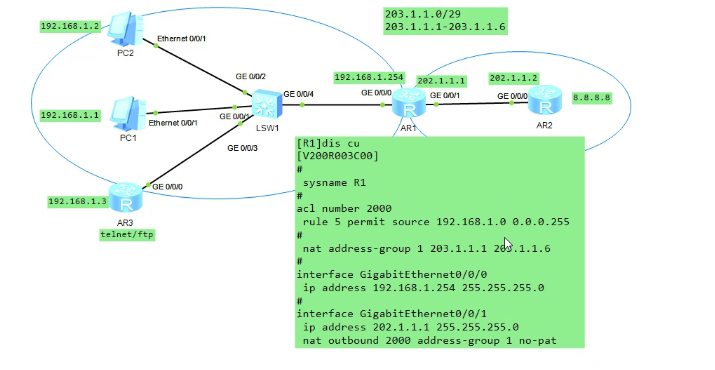 203.1.1.0/29
203.1.1.1-203.1.1.6
192.168.1.2
Ethernet 0/0/1
PC2
GE 0/0/2
192.168.1.254
202.1.1.1
202.1.1.2
GE 0/0/4
GE 0/0/0
GE 0/0/1
GE 0/0/0
8.8.8.8
192.168.1.1
Ethernet 0/0/1
GE 0/0/1
PC1
LSW1
AR1
AR2
GE 0/0/3
GE 0/0/0
192.168.1.3
AR3
telnet/ftp
[R1]dis cu
[V200R003C00]
#
sysname R1
#
acl number 2000
rule 5 permit source 192.168.1.0 0.0.0.255
#
nat address-group 1 203.1.1.1 203.1.1.6
#
interface GigabitEthernet0/0/0
ip address 192.168.1.254 255.255.255.0
#
interface GigabitEthernet0/0/1
ip address 202.1.1.1 255.255.255.0
nat outbound 2000 address-group 1 no-pat